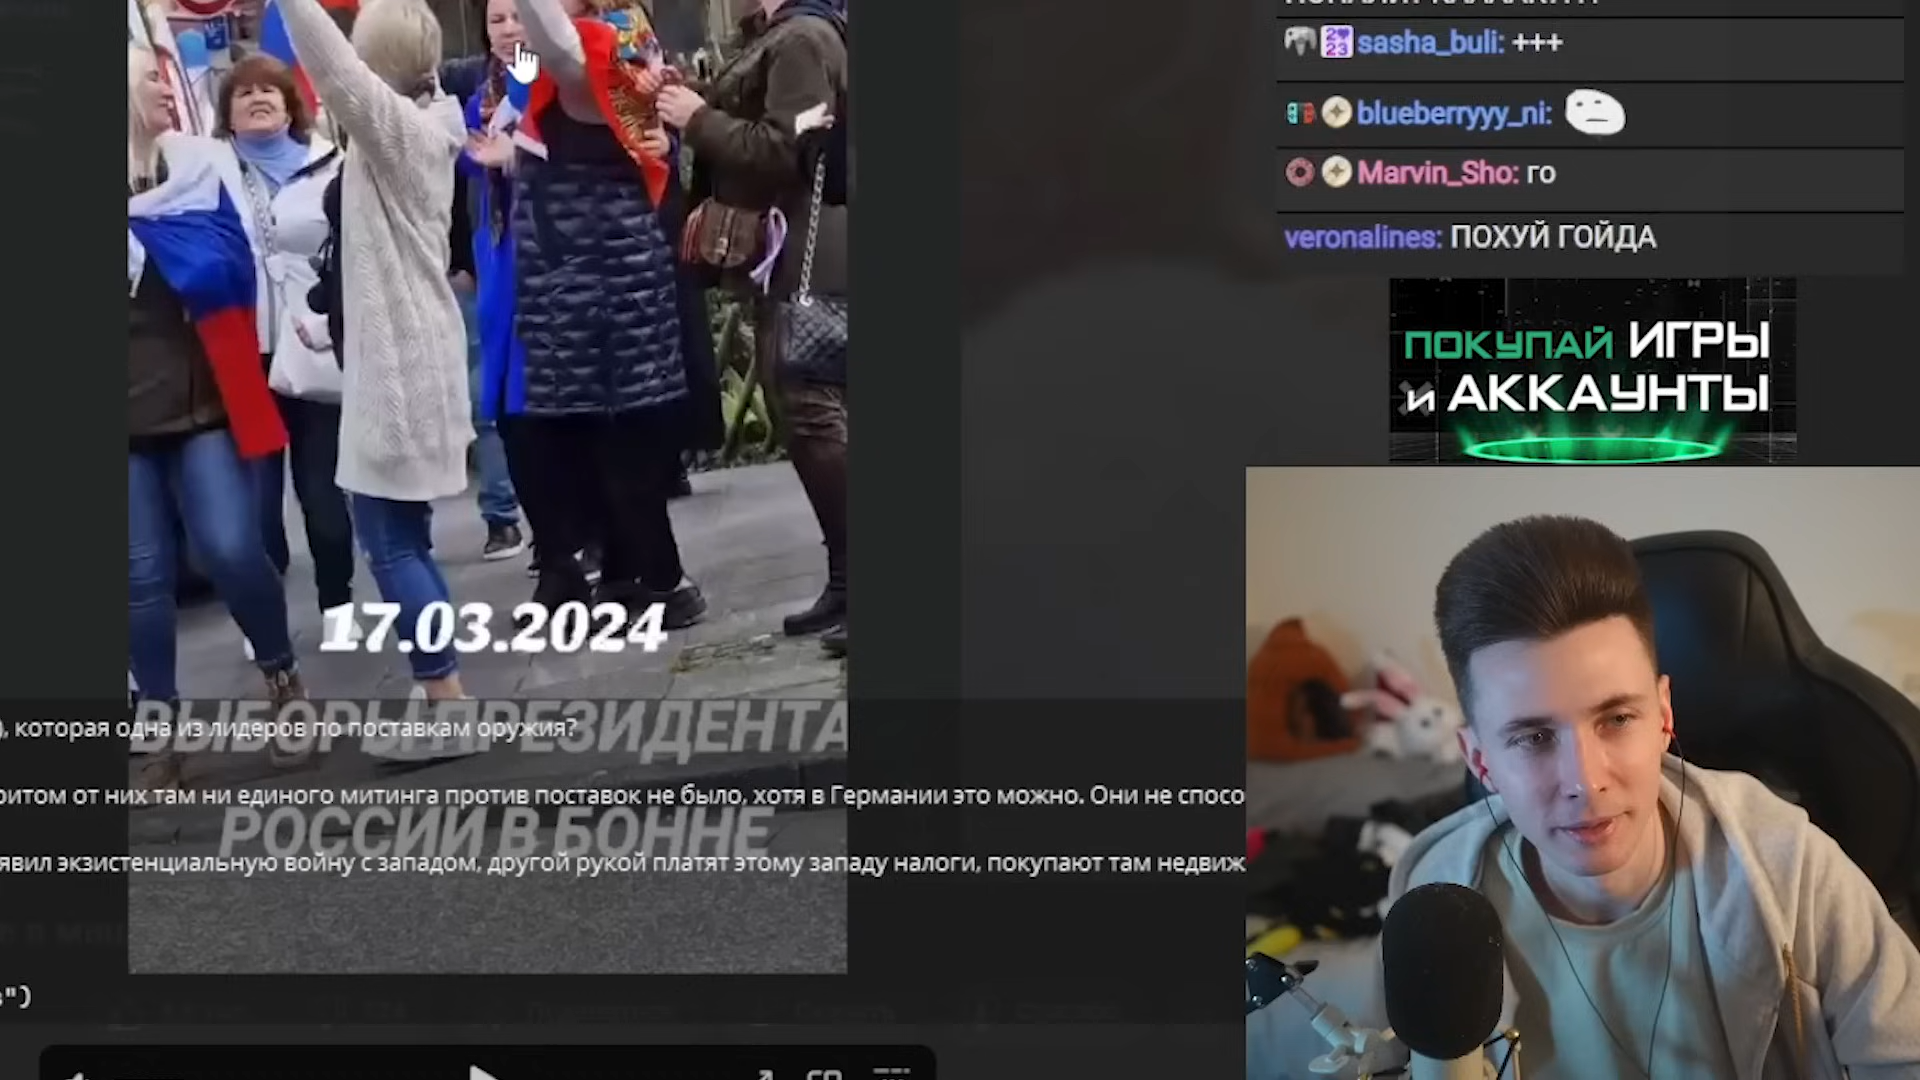 sasha_buli: +++
blueberryyy_ni:
Marvin_Sho: го
veronalines: ПОХУЙ ГОЙДА
ПОКУПАЙ ИГРЫ
и АККАУНТЫ
17.03.2024
ВЫБОРЫ ПРЕЗИДЕНТА
), которая одна из лидеров по поставкам оружия?
ритом от них там ни единого митинга против поставок не было, хотя в Германии это можно. Они не спосо
РОССИИ В БОННЕ
явил экзистенциальную войну с западом, другой рукой платят этому западу налоги, покупают там недвиж
")